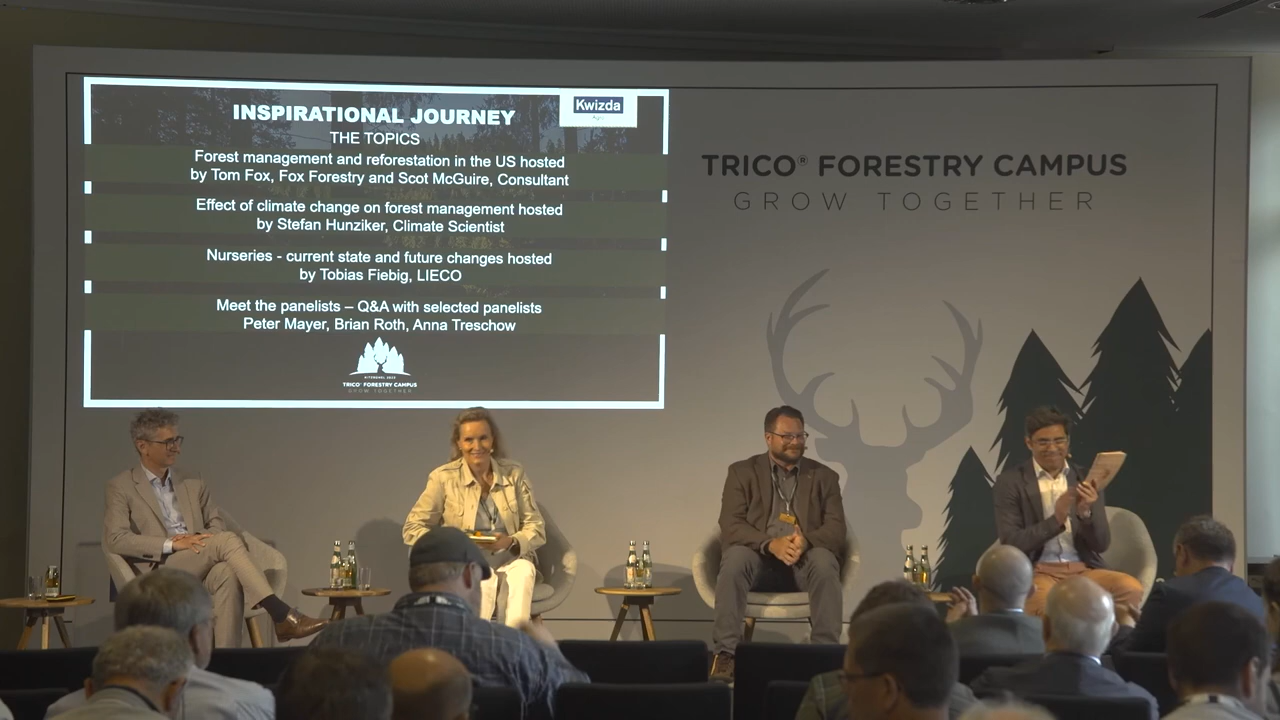 INSPIRATIONAL JOURNEY
Kwizda
Agro
THE TOPICS
Forest management and reforestation in the US hosted
by Tom Fox, Fox Forestry and Scot McGuire, Consultant
Effect of climate change on forest management hosted
by Stefan Hunziker, Climate Scientist
Nurseries - current state and future changes hosted
by Tobias Fiebig, LIECO
Meet the panelists – Q&A with selected panelists
Peter Mayer, Brian Roth, Anna Treschow
TRICO® FORESTRY CAMPUS
GROW TOGETHER
TRICO® FORESTRY CAMPUS
GROW TOGETHER